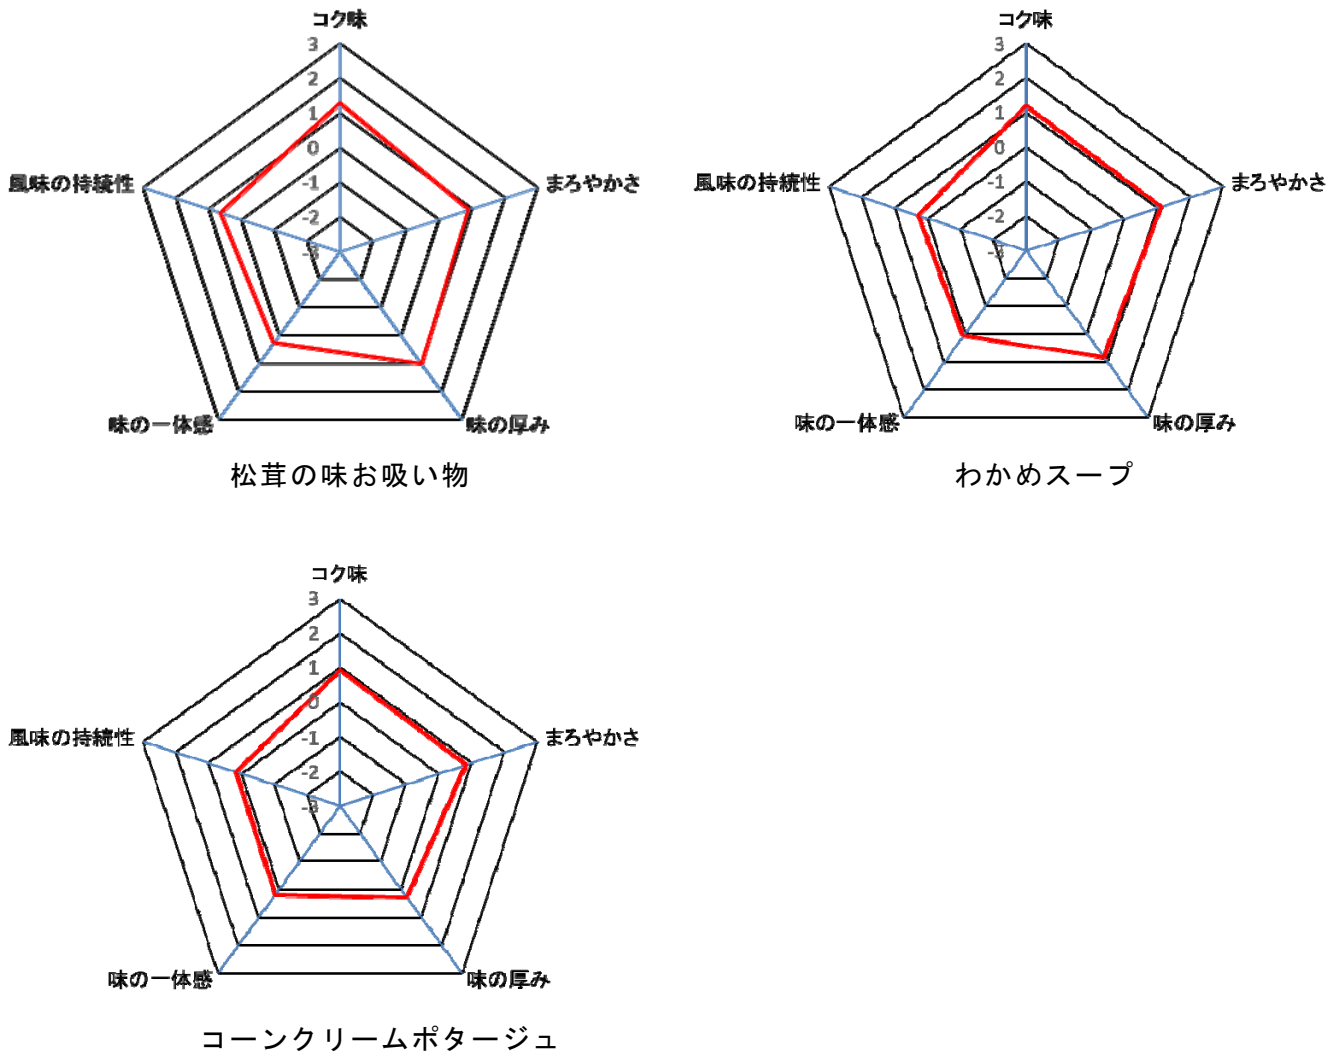 コク味
3
2
1
0
-1
-2
-3
風味の持続性
まろやかさ
味の一体感
味の厚み
松茸の味お吸い物
コク味
3
2
1
0
-1
-2
-3
風味の持続性
まろやかさ
味の一体感
味の厚み
わかめスープ
コク味
3
2
1
0
-1
-2
-3
風味の持続性
まろやかさ
味の一体感
味の厚み
コーンクリームポタージュ